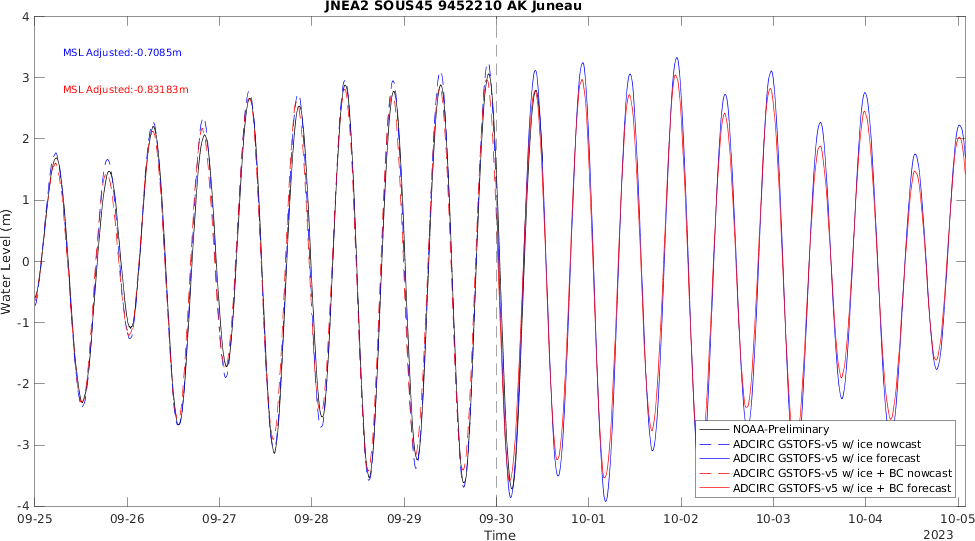 JNEA2 SOUS45 9452210 AK Juneau
4
3
2
1
0
-1
-2
-3
-4
Water Level (m)
MSL Adjusted:-0.7085m
MSL Adjusted:-0.83183m
NOAA-Preliminary
ADCIRC GSTOFS-v5 w/ ice nowcast
ADCIRC GSTOFS-v5 w/ ice forecast
ADCIRC GSTOFS-v5 w/ ice + BC nowcast
ADCIRC GSTOFS-v5 w/ ice + BC forecast
09-25 09-26 09-27 09-28 09-29 09-30 10-01 10-02 10-03 10-04 10-05
Time
2023